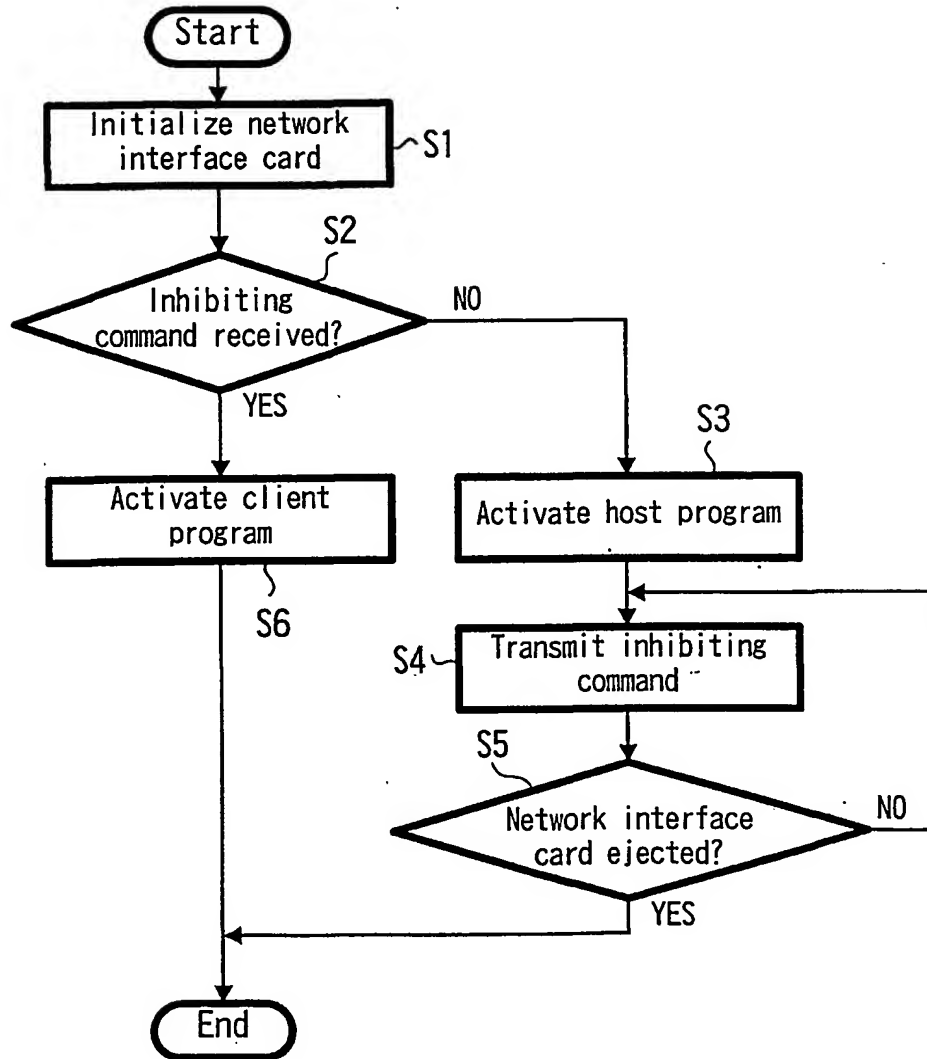 Start
Initialize network
interface card
S1
S2
Inhibiting
command received?
NO
YES
S3
Activate client
program
Activate host program
S6
S4
Transmit inhibiting
command
S5
Network interface
card ejected?
NO
YES
End